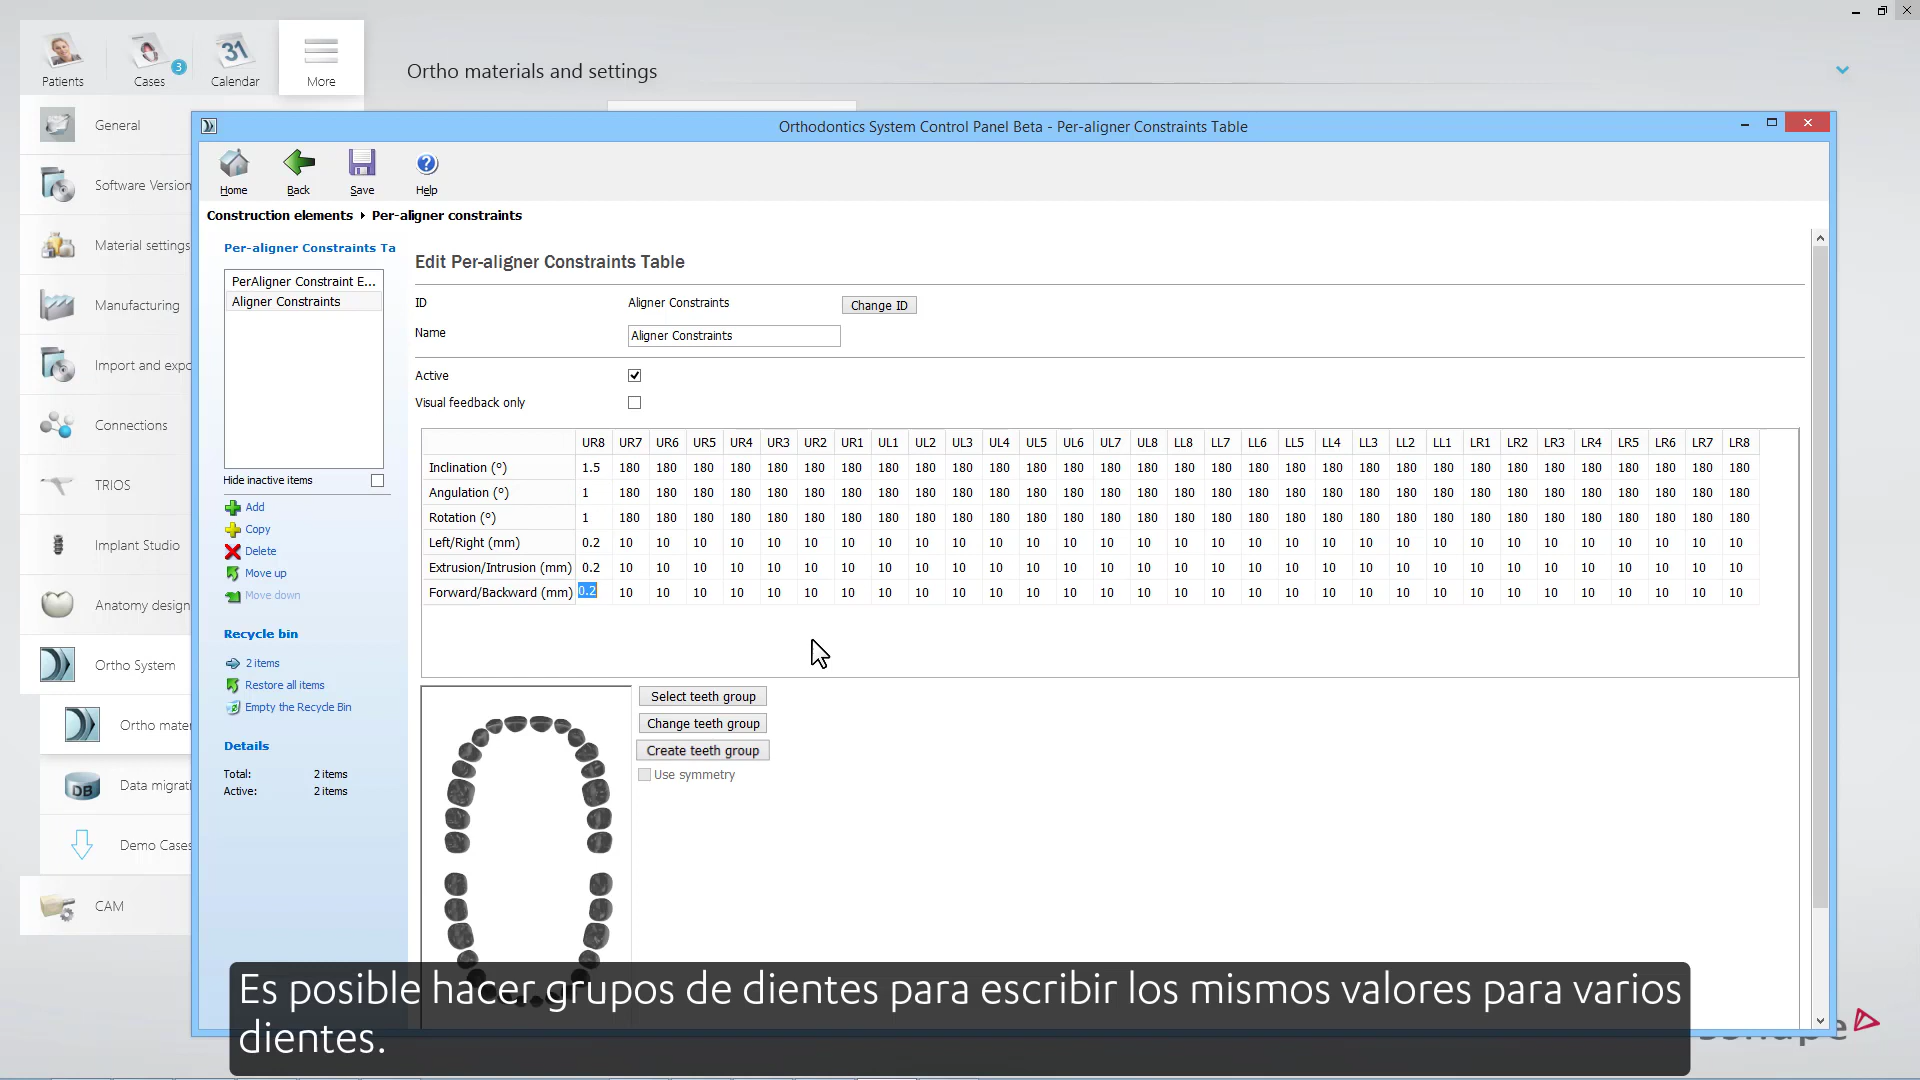 Patients
Cases
3
31
Calendar
More
Ortho materials and settings
General
Software Version
Material settings
Manufacturing
Import and expo
Connections
TRIOS
Implant Studio
Anatomy design
Ortho System
Ortho mater
DB
Data migrati
Demo Cases
CAM
Orthodontics System Control Panel Beta - Per-aligner Constraints Table
Home
Back
Save
Help
Construction elements Per-aligner constraints
Per-aligner Constraints Ta
PerAligner Constraint E...
Aligner Constraints
Hide inactive items
Add
Copy
Delete
Move up
Move down
Recycle bin
2 items
Restore all items
Empty the Recycle Bin
Details
Total: 2 items
Active: 2 items
Edit Per-aligner Constraints Table
ID Aligner Constraints Change ID
Name Aligner Constraints
Active
Visual feedback only
UR8 UR7 UR6 UR5 UR4 UR3 UR2 UR1 UL1 UL2 UL3 UL4 UL5 UL6 UL7 UL8 LL8 LL7 LL6 LL5 LL4 LL3 LL2 LL1 LR1 LR2 LR3 LR4 LR5 LR6 LR7 LR8
Inclination (°) 1.5 180 180 180 180 180 180 180 180 180 180 180 180 180 180 180 180 180 180 180 180 180 180 180 180 180 180 180 180 180 180 180
Angulation (°) 1 180 180 180 180 180 180 180 180 180 180 180 180 180 180 180 180 180 180 180 180 180 180 180 180 180 180 180 180 180 180 180
Rotation (°) 1 180 180 180 180 180 180 180 180 180 180 180 180 180 180 180 180 180 180 180 180 180 180 180 180 180 180 180 180 180 180 180
Left/Right (mm) 0.2 10 10 10 10 10 10 10 10 10 10 10 10 10 10 10 10 10 10 10 10 10 10 10 10 10 10 10 10 10 10 10
Extrusion/Intrusion (mm) 0.2 10 10 10 10 10 10 10 10 10 10 10 10 10 10 10 10 10 10 10 10 10 10 10 10 10 10 10 10 10 10 10
Forward/Backward (mm) 0.2 10 10 10 10 10 10 10 10 10 10 10 10 10 10 10 10 10 10 10 10 10 10 10 10 10 10 10 10 10 10 10
Select teeth group
Change teeth group
Create teeth group
Use symmetry
Es posible hacer grupos de dientes para escribir los mismos valores para varios
dientes.